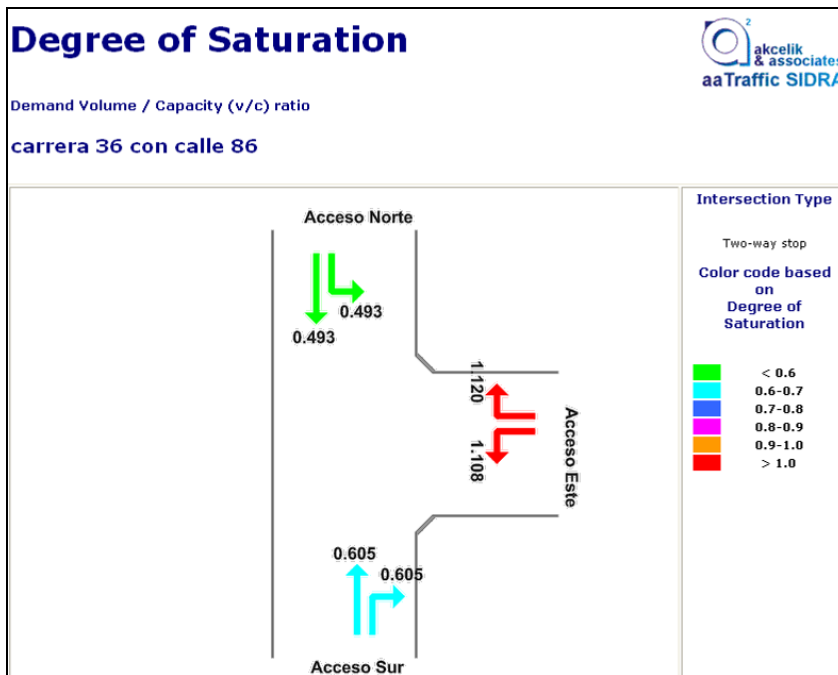 Degree of Saturation
2
akcelik
& associates
aaTraffic SIDRA
Demand Volume / Capacity (v/c) ratio
carrera 36 con calle 86
Acceso Norte
0.493
0.493
1.120
1.108
Acceso Este
0.605
0.605
Acceso Sur
Intersection Type
Two-way stop
Color code based
on
Degree of
Saturation
< 0.6
0.6-0.7
0.7-0.8
0.8-0.9
0.9-1.0
> 1.0